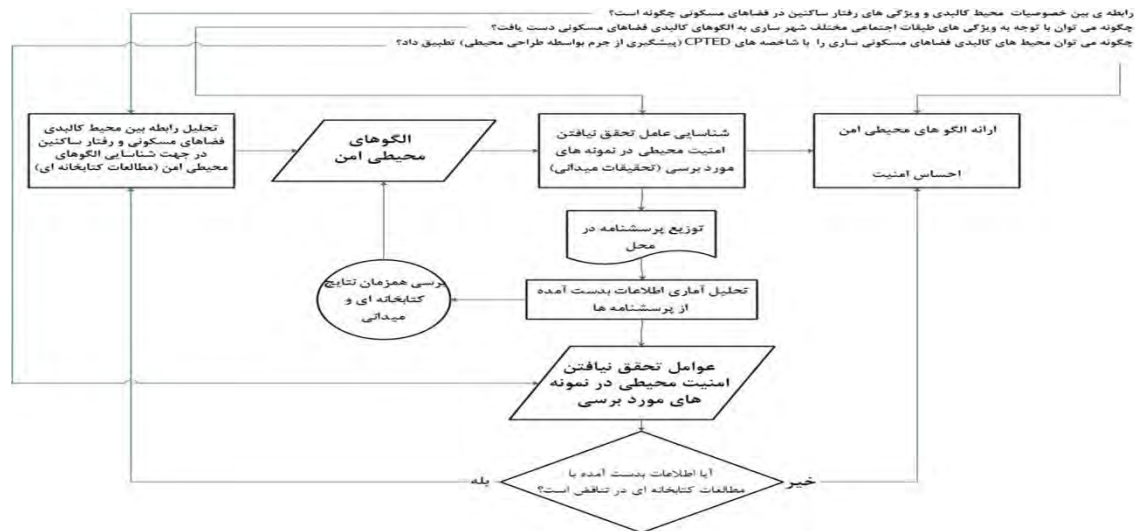 رابطه ی بین خصوصیات محیط کالبدی و ویژگی های رفتار ساکنین در فضاهای مسکونی چگونه است؟
چگونه می توان با توجه به ویژگی های طبقات اجتماعی مختلف شهر ساری به الگوهای کالبدی فضاهای مسکونی دست یافت؟
چگونه می توان محیط های کالبدی فضاهای مسکونی ساری را با شاخصه های CPTED (پیشگیری از جرم بواسطه طراحی محیطی) تطبیق داد؟
تحلیل رابطه بین محیط کالبدی
فضاهای مسکونی و رفتار ساکنین
در جهت شناسایی الگوهای
محیطی امن (مطالعات کتابخانه ای)
الگوهای
محیطی امن
شناسایی عامل تحقق نیافتن
امنیت محیطی در نمونه های
مورد بررسی (تحقیقات میدانی)
ارائه الگو های محیطی امن
احساس امنیت
توزیع پرسشنامه در
محل
تحلیل آماری اطلاعات بدست آمده
از پرسشنامه ها
برسی همزمان نتایج
کتابخانه ای و
میدانی
عوامل تحقق نیافتن
امنیت محیطی در نمونه
های مورد بررسی
آیا اطلاعات بدست آمده با
مطالعات کتابخانه ای در تناقض است؟
بله
خیر